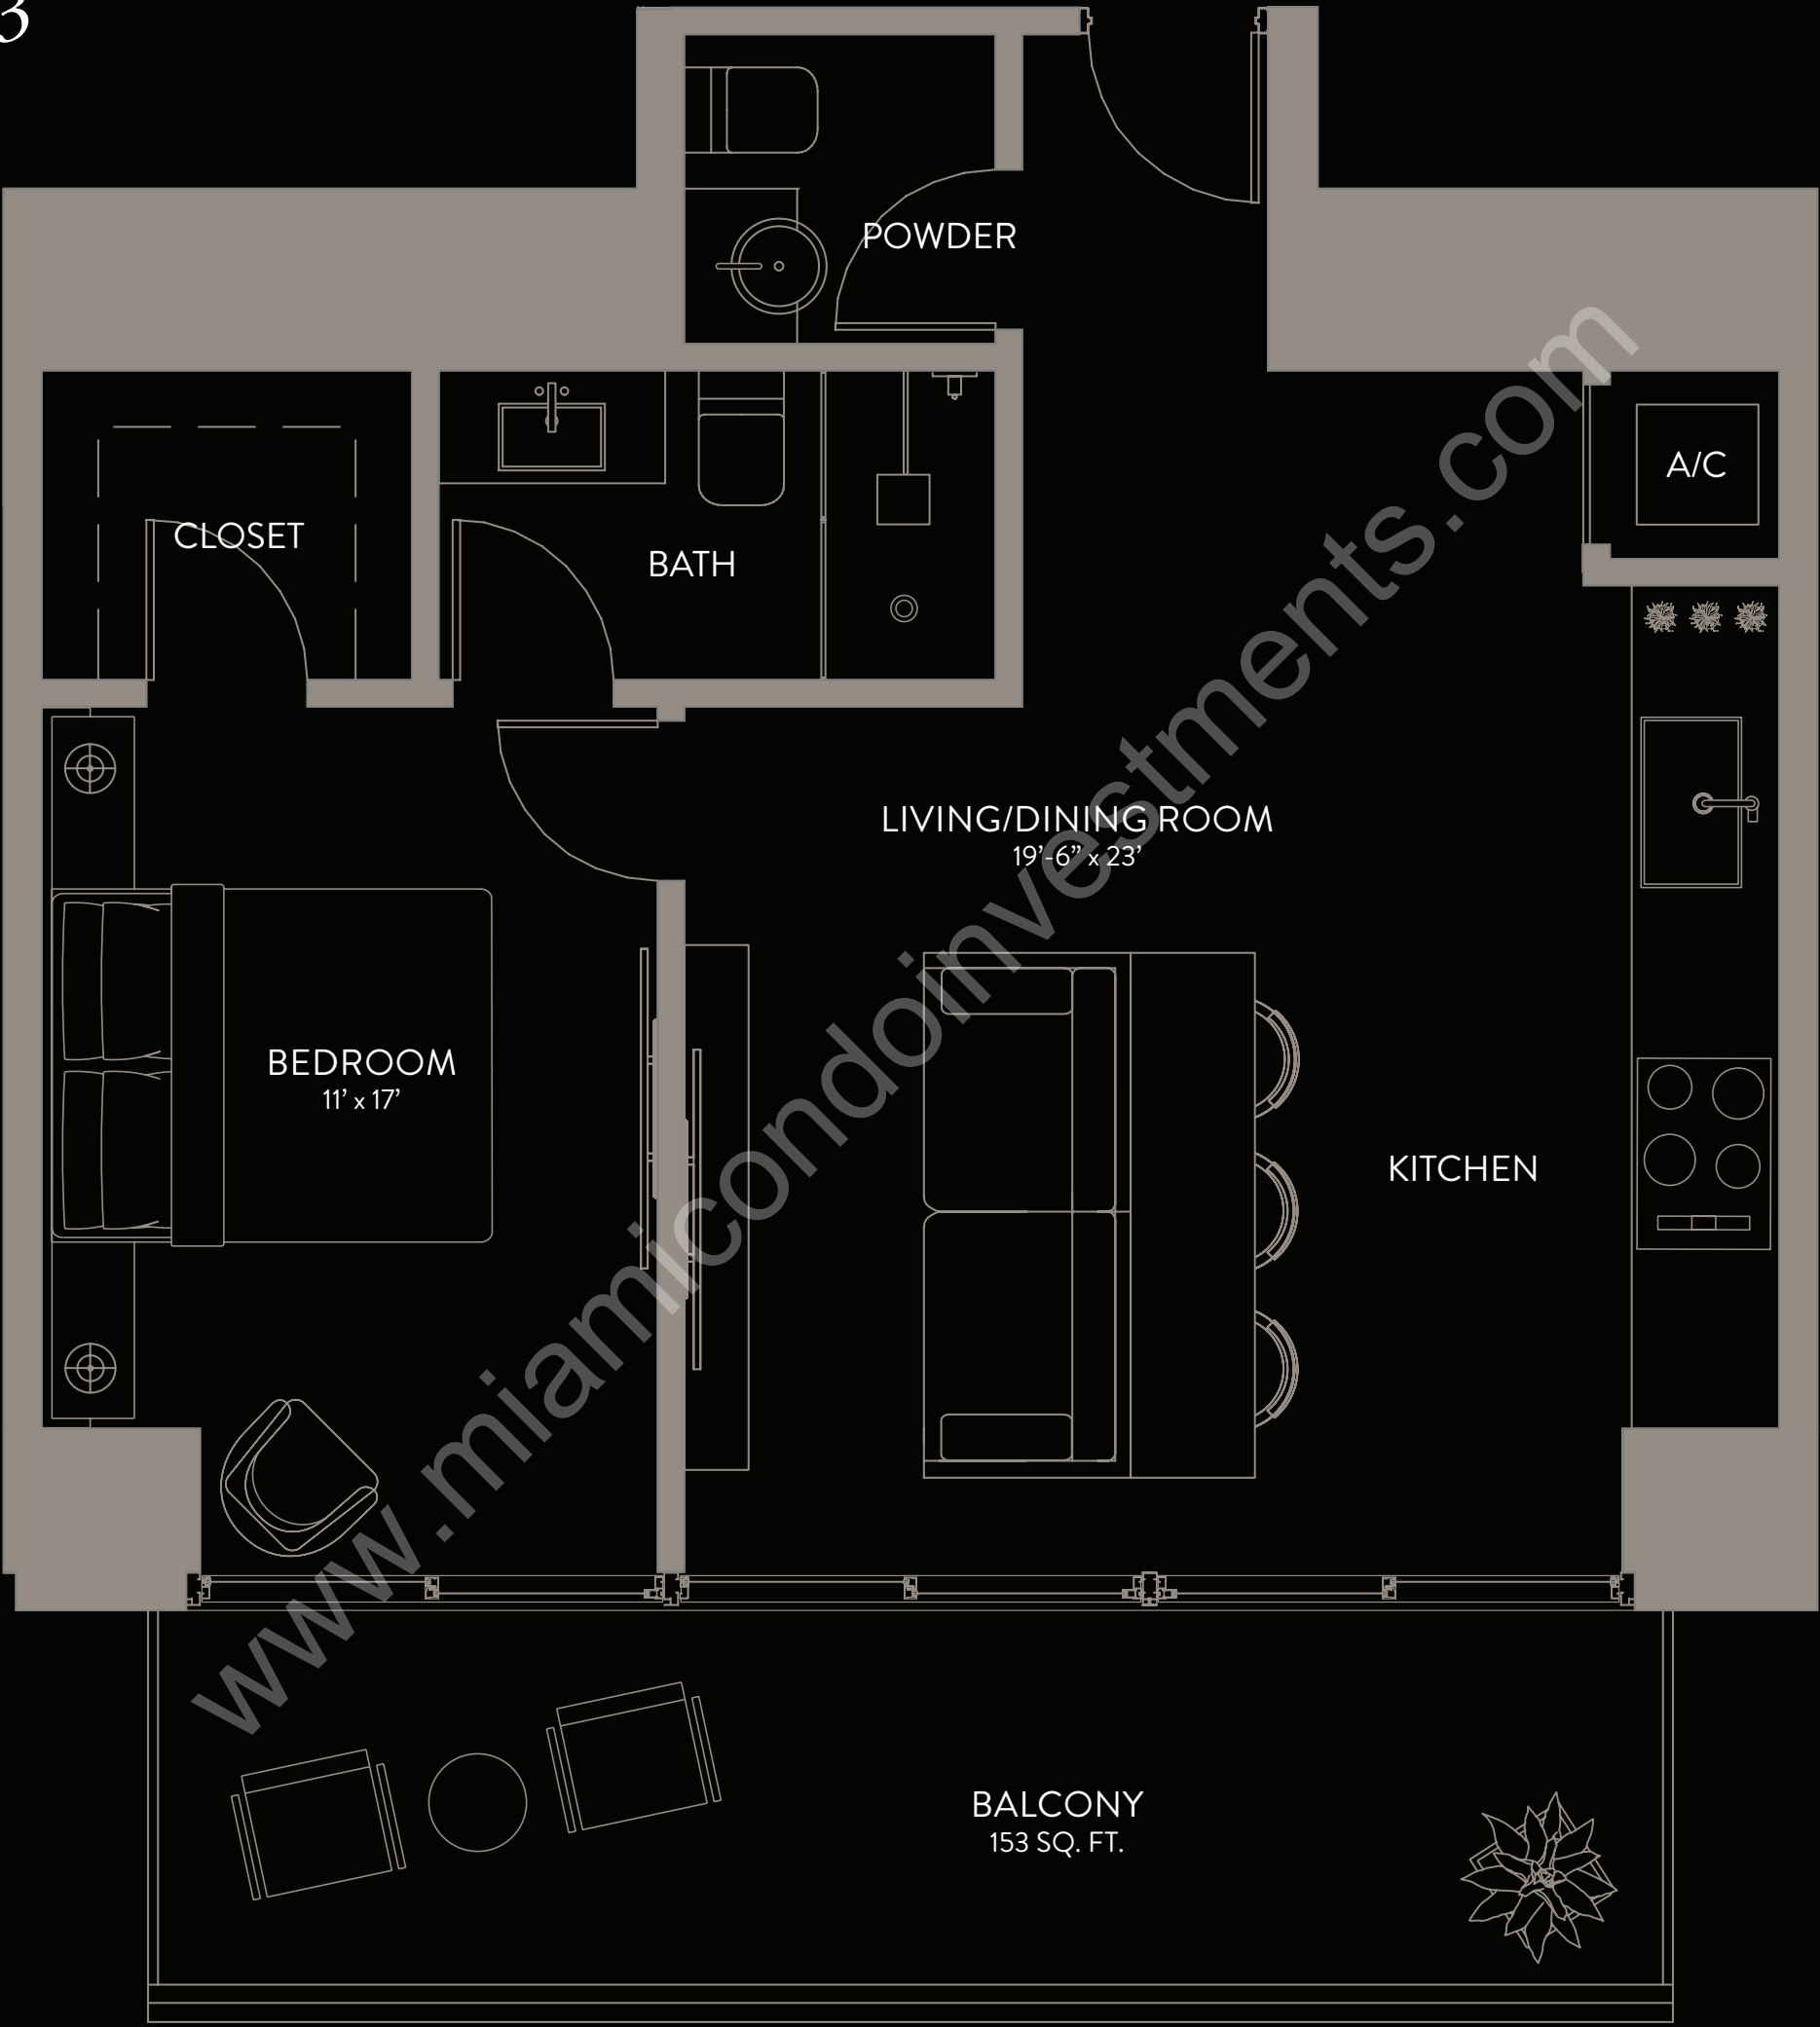 3
POWDER
A/C
CLOSET
BATH
LIVING/DINING ROOM
19’-6” x 23’
BEDROOM
11’ x 17’
KITCHEN
www.miamicondoinvestments.com
BALCONY
153 SQ. FT.